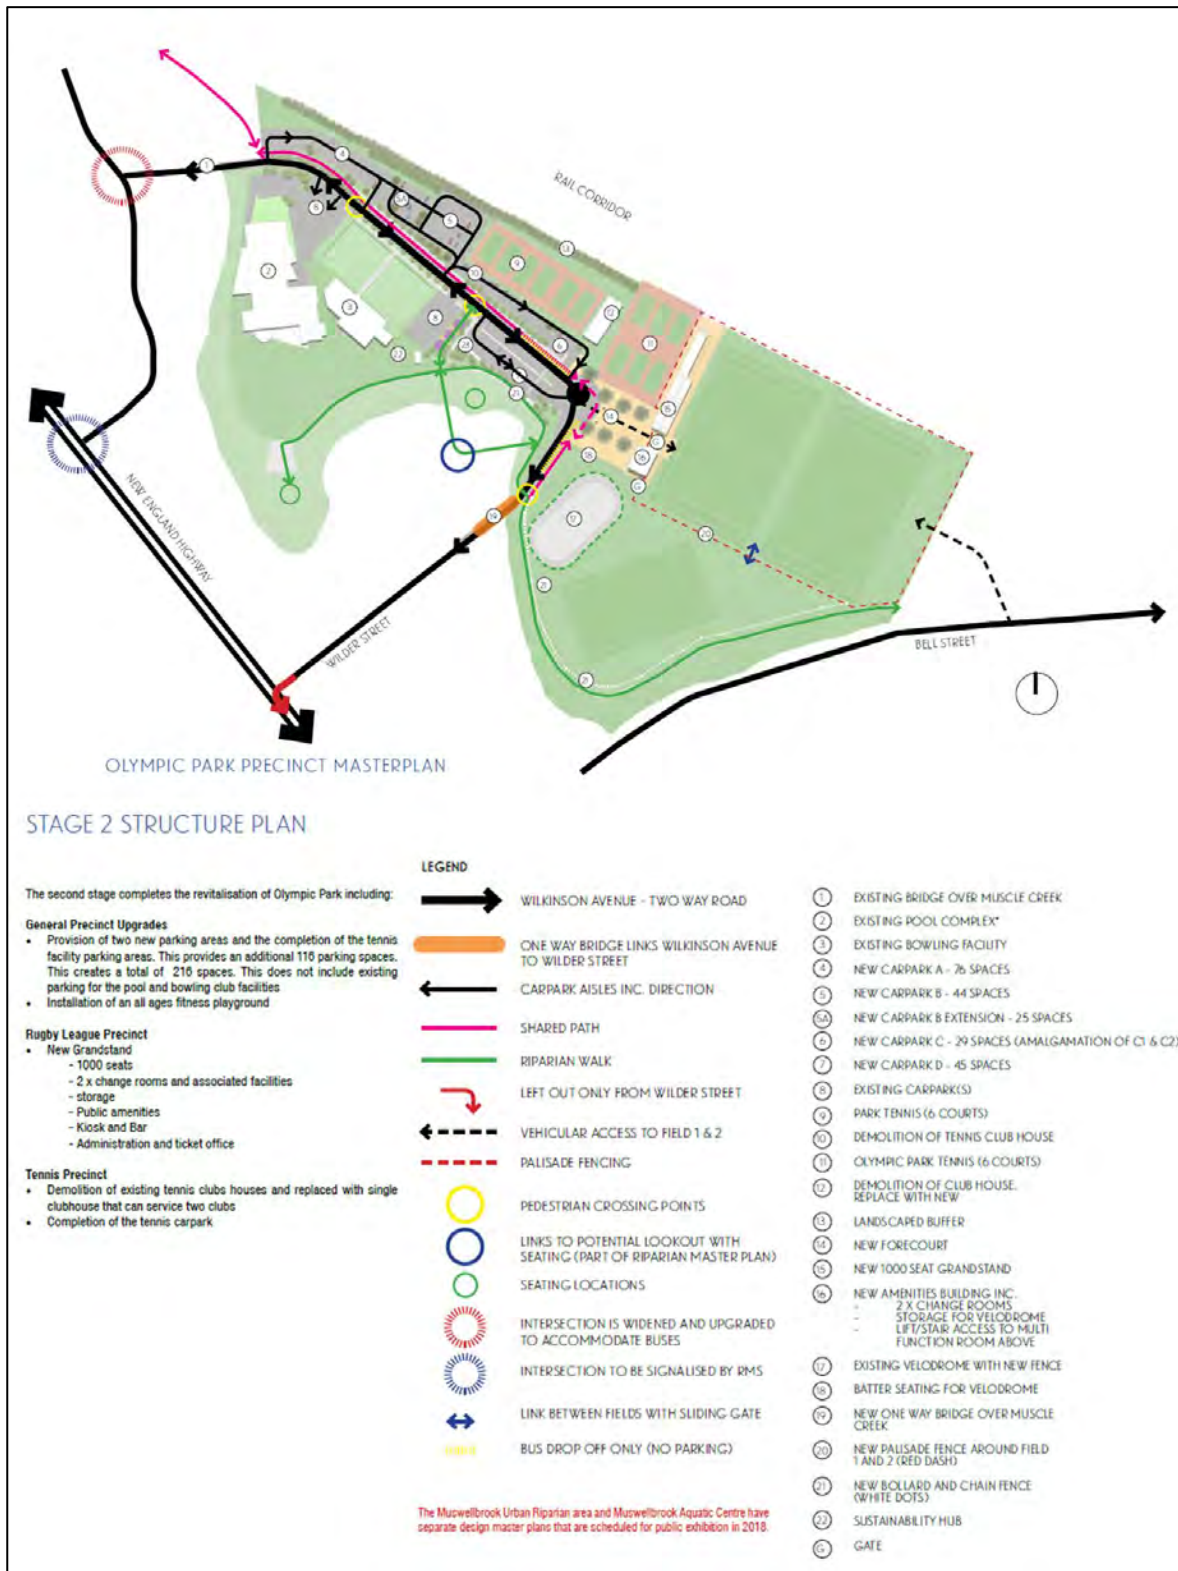 RAIL CORRIDOR
NEW ENGLAND HIGHWAY
WILDER STREET
BELL STREET
OLYMPIC PARK PRECINCT MASTERPLAN
STAGE 2 STRUCTURE PLAN
The second stage completes the revitalisation of Olympic Park including:
General Precinct Upgrades
• Provision of two new parking areas and the completion of the tennis
facility parking areas. This provides an additional 116 parking spaces.
This creates a total of 216 spaces. This does not include existing
parking for the pool and bowling club facilities
• Installation of an all ages fitness playground
Rugby League Precinct
• New Grandstand
- 1000 seats
- 2 x change rooms and associated facilities
- storage
- Public amenities
- Kiosk and Bar
- Administration and ticket office
Tennis Precinct
• Demolition of existing tennis clubs houses and replaced with single
clubhouse that can service two clubs
• Completion of the tennis carpark
LEGEND
WILKINSON AVENUE - TWO WAY ROAD
ONE WAY BRIDGE LINKS WILKINSON AVENUE
TO WILDER STREET
CARPARK AISLES INC. DIRECTION
SHARED PATH
RIPARIAN WALK
LEFT OUT ONLY FROM WILDER STREET
VEHICULAR ACCESS TO FIELD 1 & 2
PALISADE FENCING
PEDESTRIAN CROSSING POINTS
LINKS TO POTENTIAL LOOKOUT WITH
SEATING (PART OF RIPARIAN MASTER PLAN)
SEATING LOCATIONS
INTERSECTION IS WIDENED AND UPGRADED
TO ACCOMMODATE BUSES
INTERSECTION TO BE SIGNALISED BY RMS
LINK BETWEEN FIELDS WITH SLIDING GATE
BUS DROP OFF ONLY (NO PARKING)
The Muswellbrook Urban Riparian area and Muswellbrook Aquatic Centre have
separate design master plans that are scheduled for public exhibition in 2018.
1 EXISTING BRIDGE OVER MUSCLE CREEK
2 EXISTING POOL COMPLEX*
3 EXISTING BOWLING FACILITY
4 NEW CARPARK A - 76 SPACES
5 NEW CARPARK B - 44 SPACES
5A NEW CARPARK B EXTENSION - 25 SPACES
6 NEW CARPARK C - 29 SPACES (AMALGAMATION OF C1 & C2)
7 NEW CARPARK D - 45 SPACES
8 EXISTING CARPARK(S)
9 PARK TENNIS (6 COURTS)
10 DEMOLITION OF TENNIS CLUB HOUSE
11 OLYMPIC PARK TENNIS (6 COURTS)
12 DEMOLITION OF CLUB HOUSE.
REPLACE WITH NEW
13 LANDSCAPED BUFFER
14 NEW FORECOURT
15 NEW 1000 SEAT GRANDSTAND
16 NEW AMENITIES BUILDING INC.
- 2 X CHANGE ROOMS
- STORAGE FOR VELODROME
- LIFT/STAIR ACCESS TO MULTI
FUNCTION ROOM ABOVE
17 EXISTING VELODROME WITH NEW FENCE
18 BATTER SEATING FOR VELODROME
19 NEW ONE WAY BRIDGE OVER MUSCLE
CREEK
20 NEW PALISADE FENCE AROUND FIELD
1 AND 2 (RED DASH)
21 NEW BOLLARD AND CHAIN FENCE
(WHITE DOTS)
22 SUSTAINABILITY HUB
G GATE